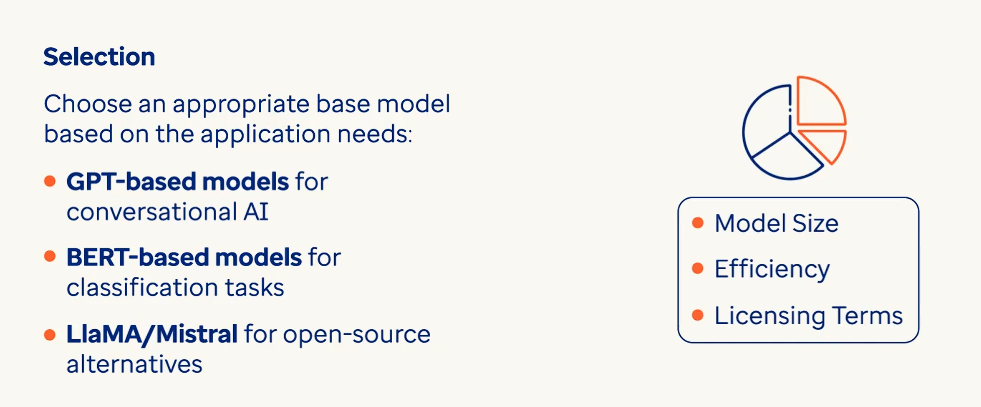 Selection
Choose an appropriate base model
based on the application needs:
GPT-based models for
conversational AI
BERT-based models for
classification tasks
LlaMA/Mistral for open-source
alternatives
Model Size
Efficiency
Licensing Terms